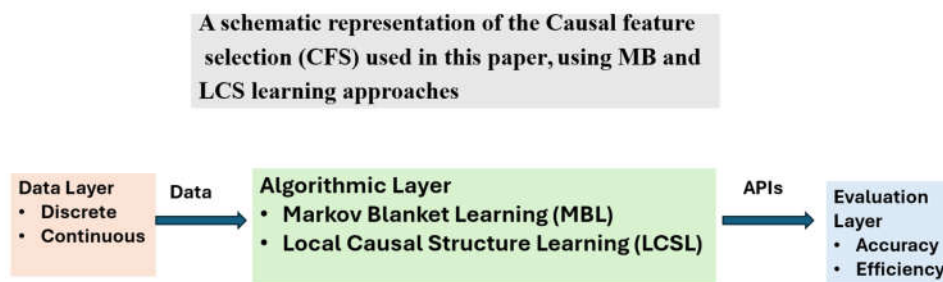 A schematic representation of the Causal feature
selection (CFS) used in this paper, using MB and
LCS learning approaches
Data Layer
• Discrete
• Continuous
Data
Algorithmic Layer
• Markov Blanket Learning (MBL)
• Local Causal Structure Learning (LCSL)
APIs
Evaluation
Layer
• Accuracy
• Efficiency